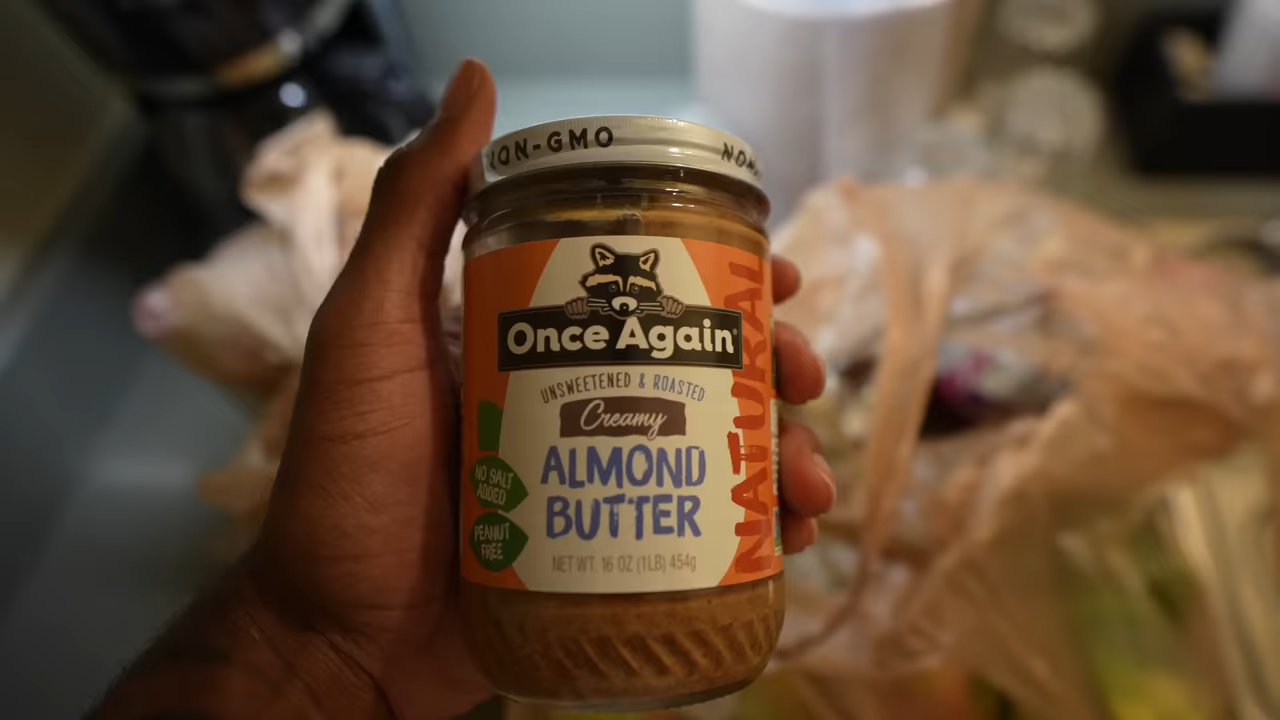 NON-GMO
Once Again®
UNSWEETENED & ROASTED
Creamy
ALMOND
BUTTER
NET WT. 16 OZ (1LB) 454g
NO SALT
ADDED
PEANUT
FREE
NATURAL